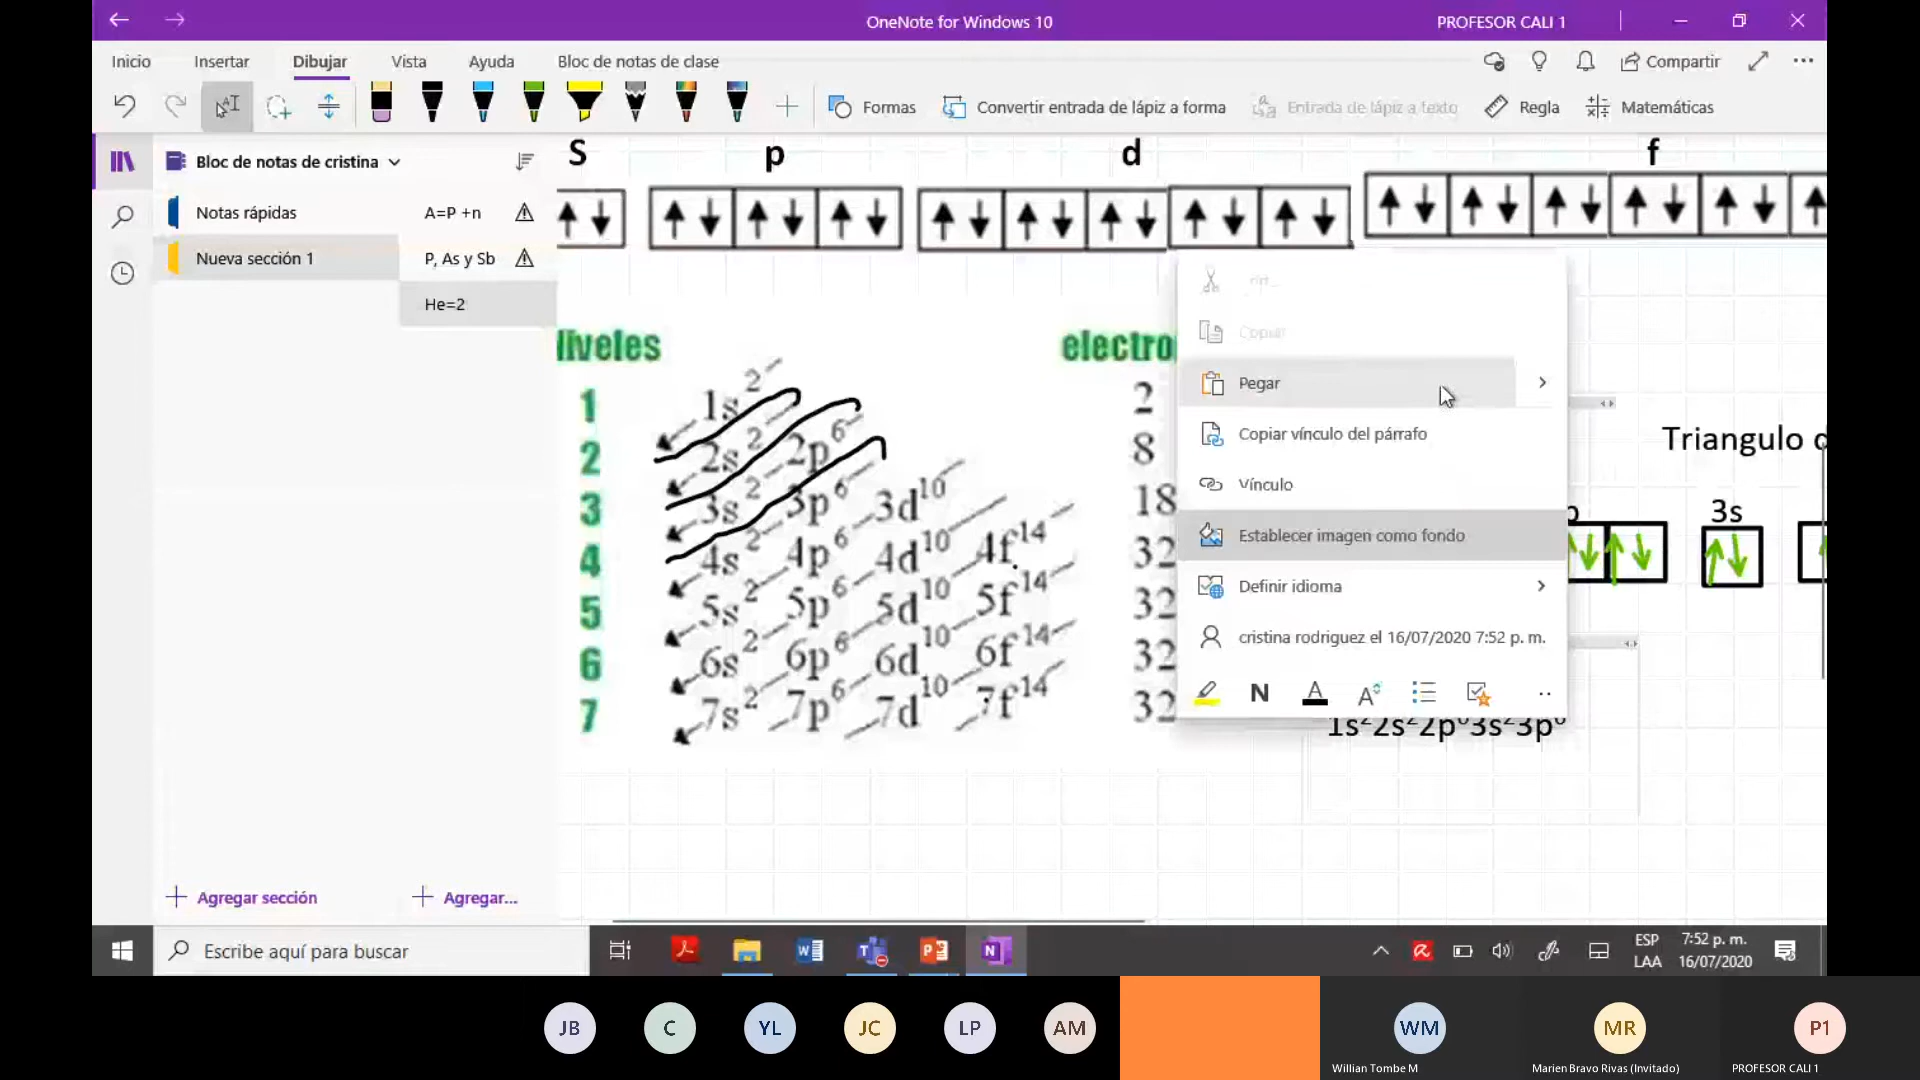 OneNote for Windows 10
PROFESOR CALI 1
Inicio Insertar Dibujar Vista Ayuda Bloc de notas de clase
Compartir
Formas Convertir entrada de lápiz a forma Entrada de lápiz a texto Regla Matemáticas
Bloc de notas de cristina
Notas rápidas
Nueva sección 1
A=P +n
P, As y Sb
He=2
Agregar sección
Agregar...
S p d f
Niveles electro
1 1s² 2
2 2s² 2p⁶ 8
3 3s² 3p⁶ 3d¹⁰ 18
4 4s² 4p⁶ 4d¹⁰ 4f¹⁴ 32
5 5s² 5p⁶ 5d¹⁰ 5f¹⁴ 32
6 6s² 6p⁶ 6d¹⁰ 6f¹⁴ 32
7 7s² 7p⁶ 7d¹⁰ 7f¹⁴ 32
Copiar
Pegar
Copiar vínculo del párrafo
Vínculo
Establecer imagen como fondo
Definir idioma
cristina rodriguez el 16/07/2020 7:52 p. m.
N A A
Triangulo
p 3s
1s²2s²2p⁶3s²3p⁶
Escribe aquí para buscar
ESP
LAA
7:52 p. m.
16/07/2020
JB C YL JC LP AM WM MR P1
Willian Tombe M
Marien Bravo Rivas (Invitado)
PROFESOR CALI 1